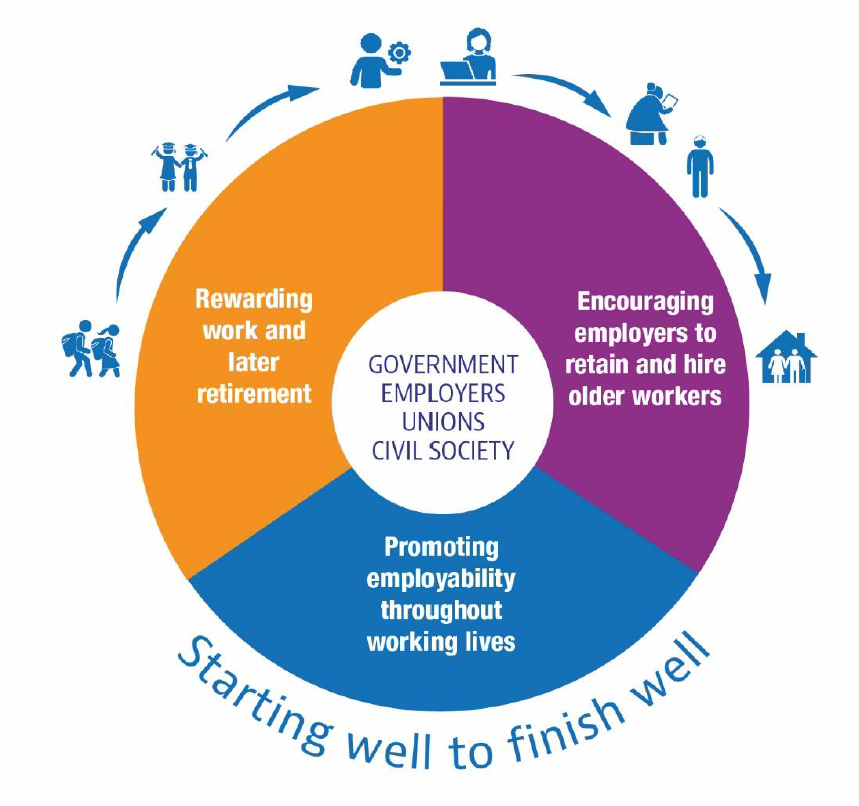 Rewarding
work and
later
retirement
Encouraging
employers to
retain and hire
older workers
GOVERNMENT
EMPLOYERS
UNIONS
CIVIL SOCIETY
Promoting
employability
throughout
working lives
Starting well to finish well